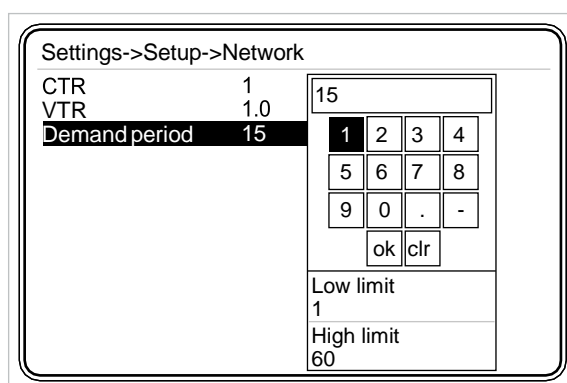 Settings->Setup->Network
CTR 1
VTR 1.0
Demand period 15
15
1 2 3 4
5 6 7 8
9 0 . -
ok clr
Low limit
1
High limit
60